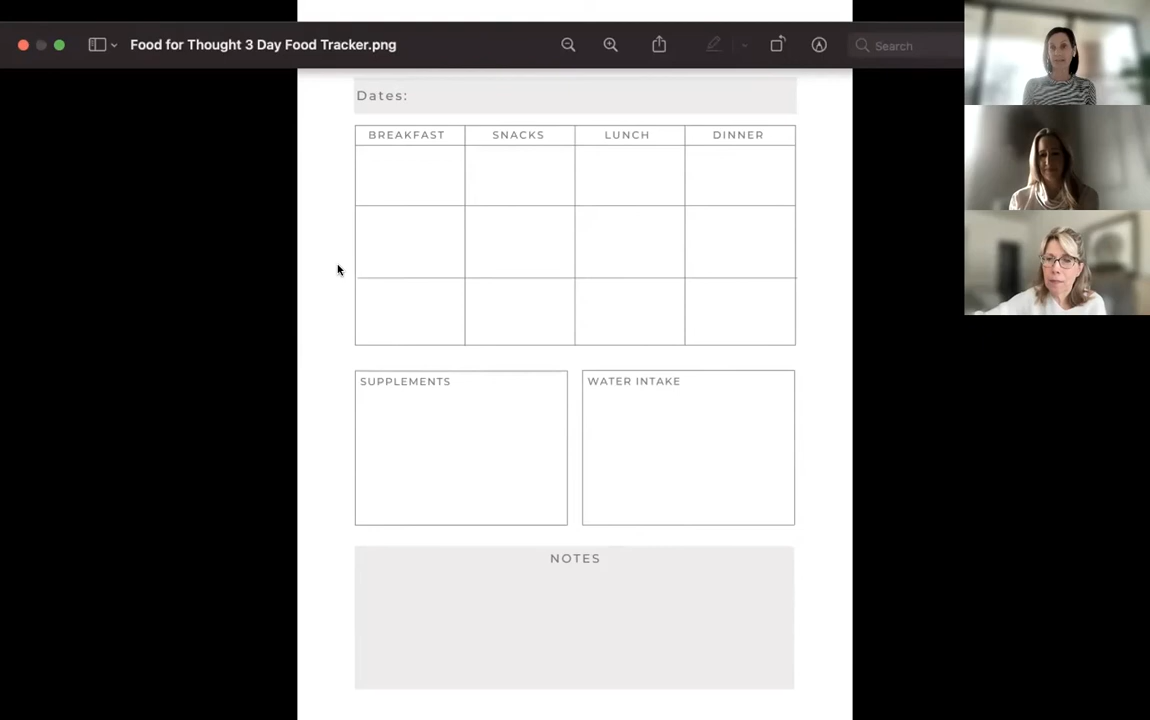 Food for Thought 3 Day Food Tracker.png
Search
Dates:
BREAKFAST SNACKS LUNCH DINNER
SUPPLEMENTS WATER INTAKE
NOTES